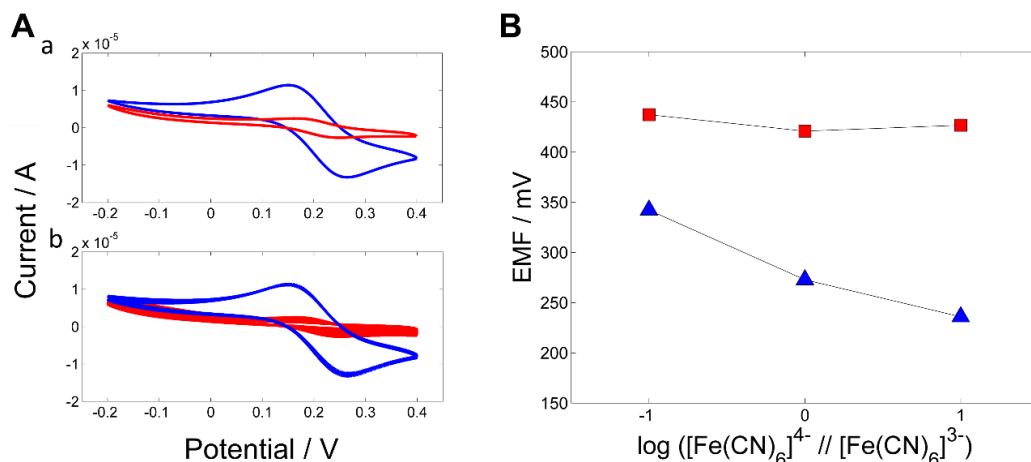 A
a
2 x 10^-5
1
0
-1
-2
-0.2 -0.1 0 0.1 0.2 0.3 0.4
b
2 x 10^-5
1
0
-1
-2
-0.2 -0.1 0 0.1 0.2 0.3 0.4
Current / A
Potential / V
B
500
450
400
350
300
250
200
150
-1 0 1
EMF / mV
log ([Fe(CN)₆]⁴⁻ // [Fe(CN)₆]³⁻)